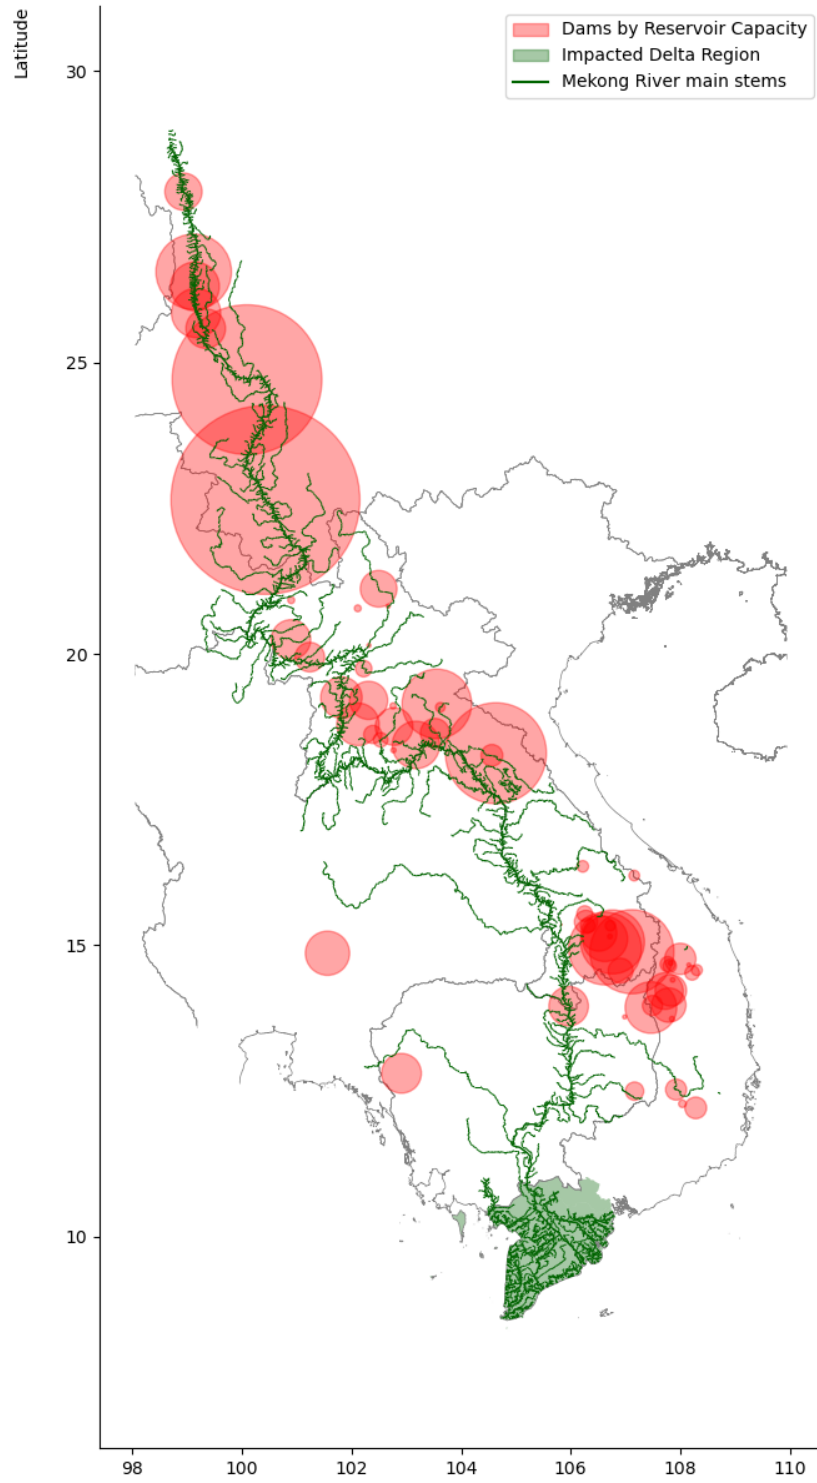 Latitude
Dams by Reservoir Capacity
Impacted Delta Region
Mekong River main stems
30
25
20
15
10
98 100 102 104 106 108 110